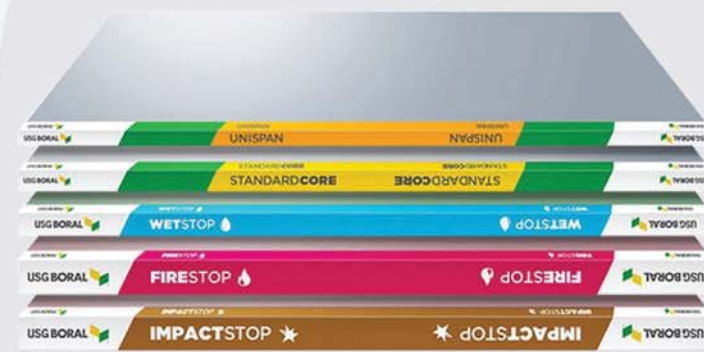 USG BORAL UNISPAN UNISPAN USG BORAL
USG BORAL STANDARDCORE STANDARDCORE USG BORAL
USG BORAL WETSTOP WETSTOP USG BORAL
USG BORAL FIRESTOP FIRESTOP USG BORAL
USG BORAL IMPACTSTOP IMPACTSTOP USG BORAL